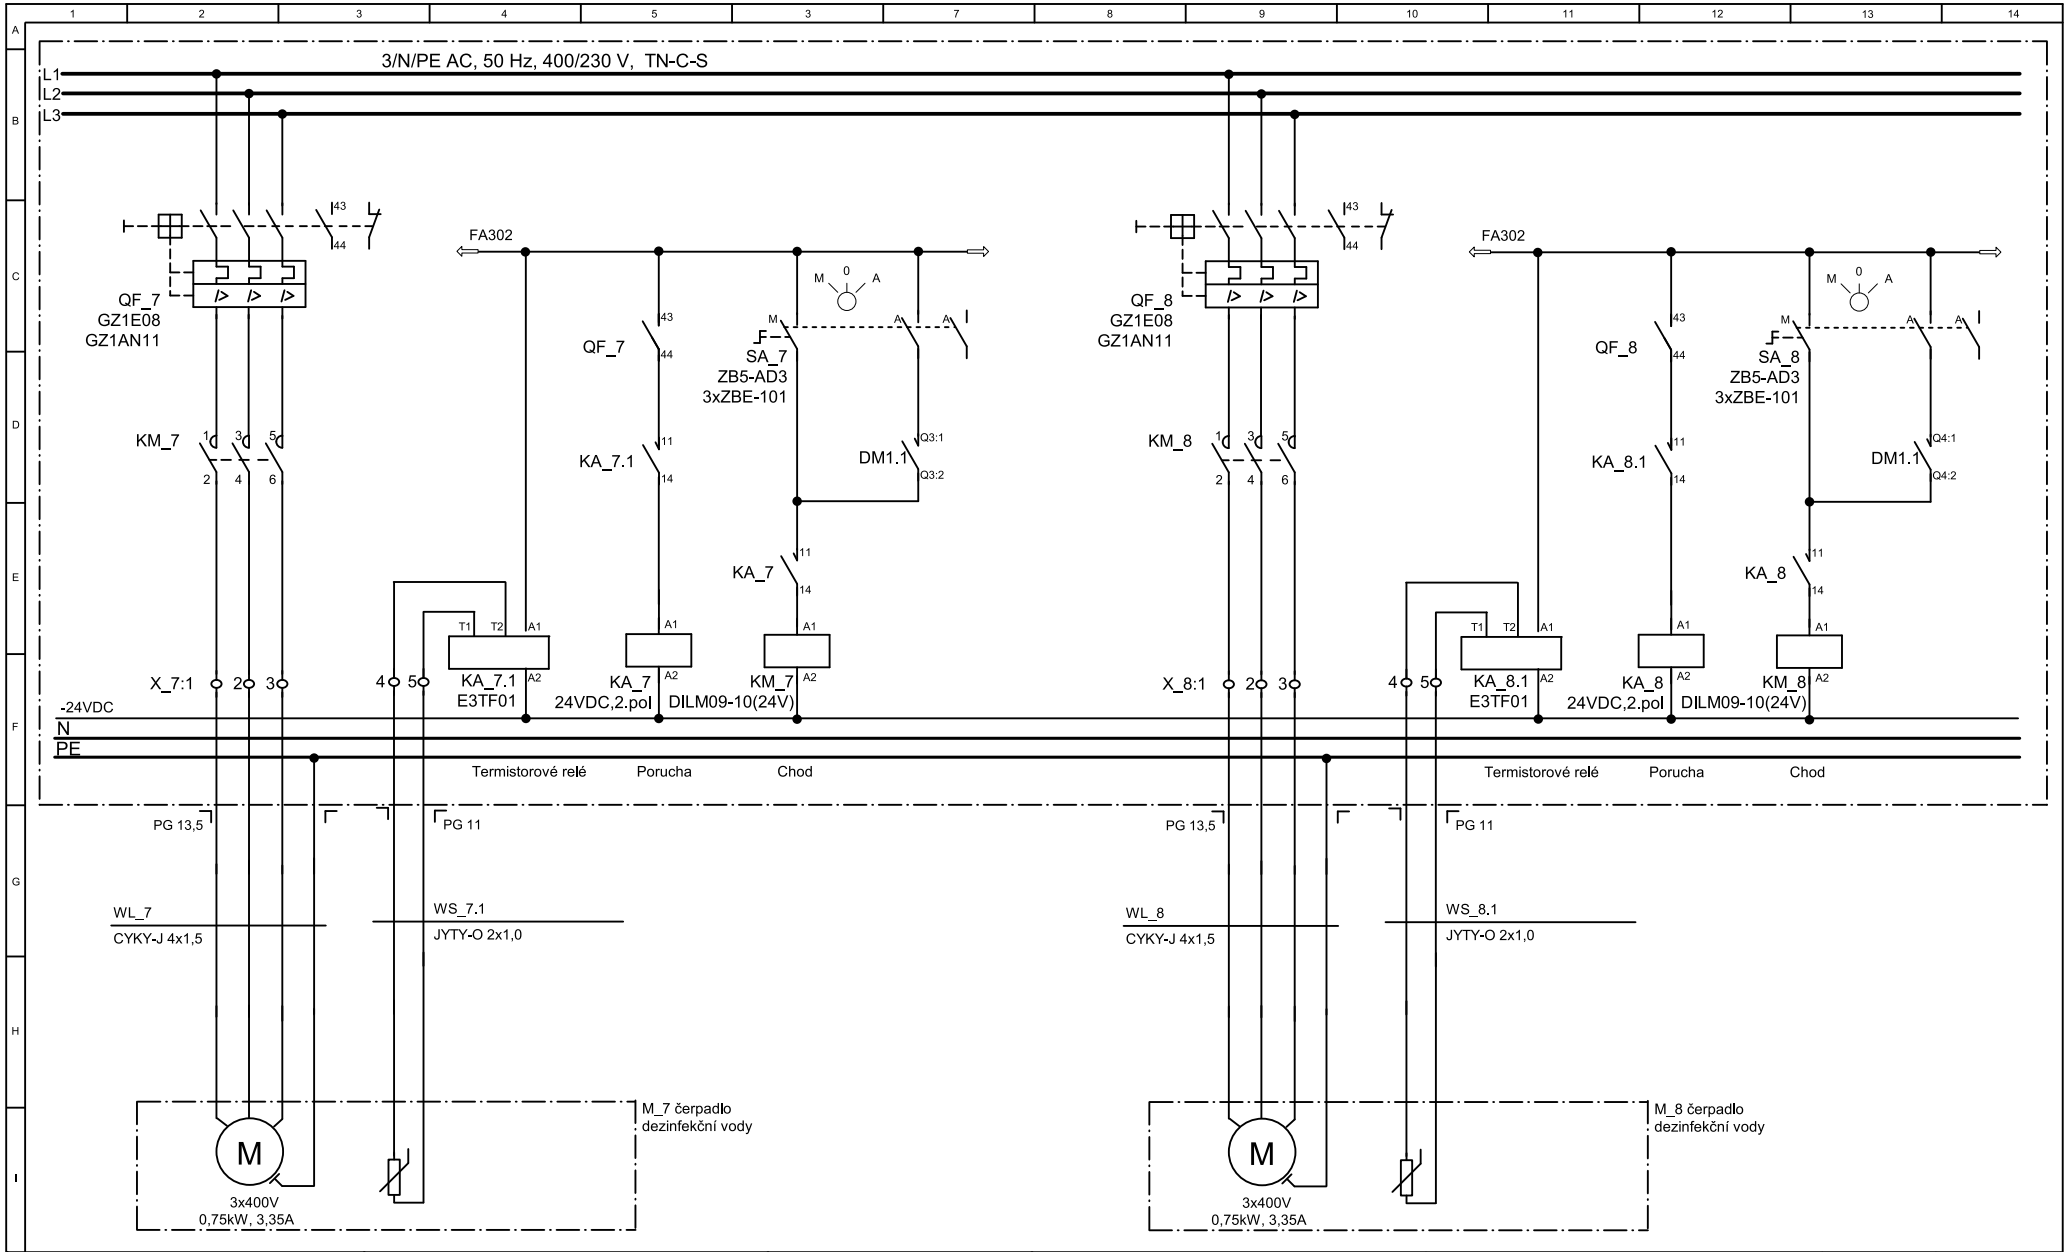 1 2 3 4 5 3 7 8 9 10 11 12 13 14
A
B
C
D
E
F
G
H
I
3/N/PE AC, 50 Hz, 400/230 V, TN-C-S
L1
L2
L3
43
44
QF_7
GZ1E08
GZ1AN11
FA302
M 0 A
43
QF_7
44
M A A
SA_7
ZB5-AD3
3xZBE-101
KM_7
1 3 5
2 4 6
KA_7.1
11
14
DM1.1
Q3:1
Q3:2
KA_7
11
14
T1 T2 A1
A1
A1
X_7:1 2 3
4 5
KA_7.1 A2
E3TF01
KA_7 A2
24VDC,2.pol
KM_7 A2
DILM09-10(24V)
43
44
QF_8
GZ1E08
GZ1AN11
FA302
M 0 A
43
QF_8
44
M A A
SA_8
ZB5-AD3
3xZBE-101
KM_8
1 3 5
2 4 6
KA_8.1
11
14
DM1.1
Q4:1
Q4:2
KA_8
11
14
T1 T2 A1
A1
A1
X_8:1 2 3
4 5
KA_8.1 A2
E3TF01
KA_8 A2
24VDC,2.pol
KM_8 A2
DILM09-10(24V)
-24VDC
N
PE
Termistorové relé Porucha Chod
Termistorové relé Porucha Chod
PG 13,5
PG 11
PG 13,5
PG 11
WL_7
CYKY-J 4x1,5
WS_7.1
JYTY-O 2x1,0
WL_8
CYKY-J 4x1,5
WS_8.1
JYTY-O 2x1,0
M_7 čerpadlo
dezinfekční vody
M
3x400V
0,75kW, 3,35A
M_8 čerpadlo
dezinfekční vody
M
3x400V
0,75kW, 3,35A